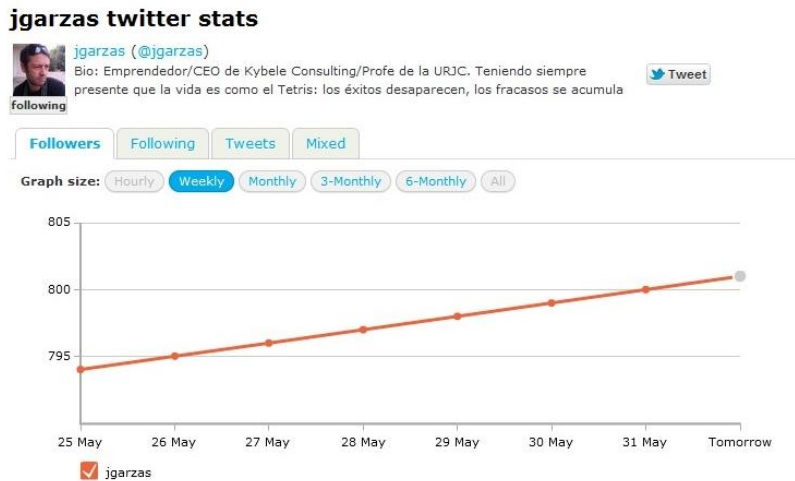 jgarzas twitter stats
jgarzas (@jgarzas)
Bio: Emprendedor/CEO de Kybele Consulting/Profe de la URJC. Teniendo siempre
presente que la vida es como el Tetris: los éxitos desaparecen, los fracasos se acumula
Tweet
following
Followers Following Tweets Mixed
Graph size: Hourly Weekly Monthly 3-Monthly 6-Monthly All
805
800
795
25 May 26 May 27 May 28 May 29 May 30 May 31 May Tomorrow
jgarzas